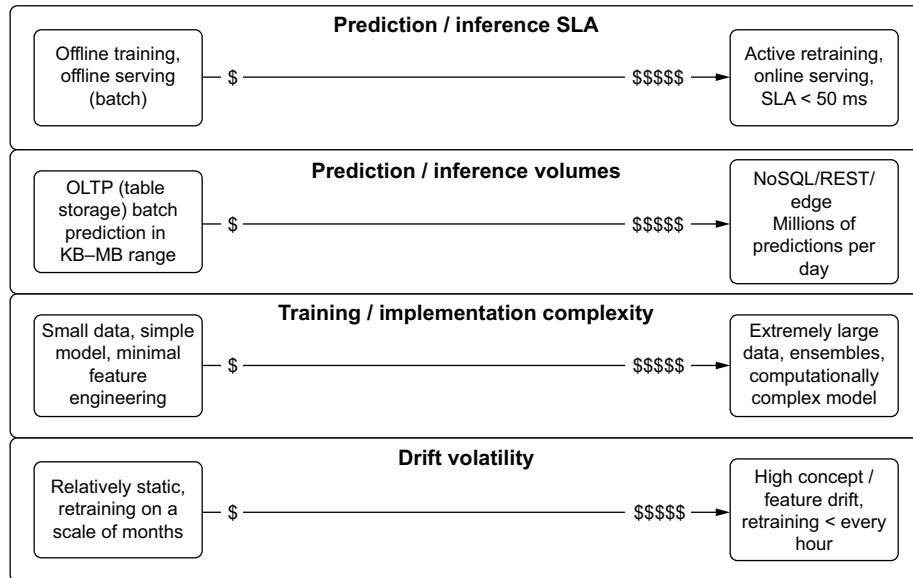 Prediction / inference SLA
Offline training,
offline serving
(batch)
$
$$$$$
Active retraining,
online serving,
SLA < 50 ms
Prediction / inference volumes
OLTP (table
storage) batch
prediction in
KB–MB range
$
$$$$$
NoSQL/REST/
edge
Millions of
predictions per
day
Training / implementation complexity
Small data, simple
model, minimal
feature
engineering
$
$$$$$
Extremely large
data, ensembles,
computationally
complex model
Drift volatility
Relatively static,
retraining on a
scale of months
$
$$$$$
High concept /
feature drift,
retraining < every
hour